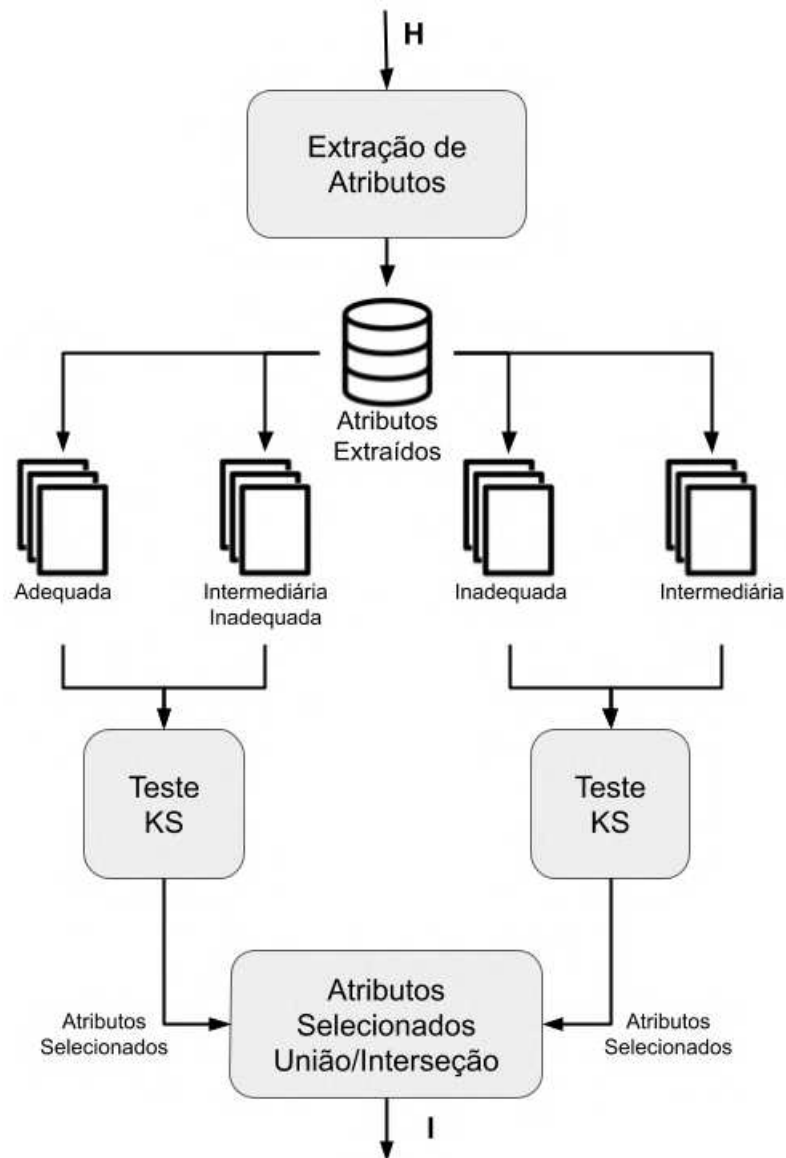 H
Extração de
Atributos
Atributos
Extraídos
Adequada
Intermediária
Inadequada
Inadequada
Intermediária
Teste
KS
Teste
KS
Atributos
Selecionados
Atributos
Selecionados
União/Interseção
Atributos
Selecionados
I